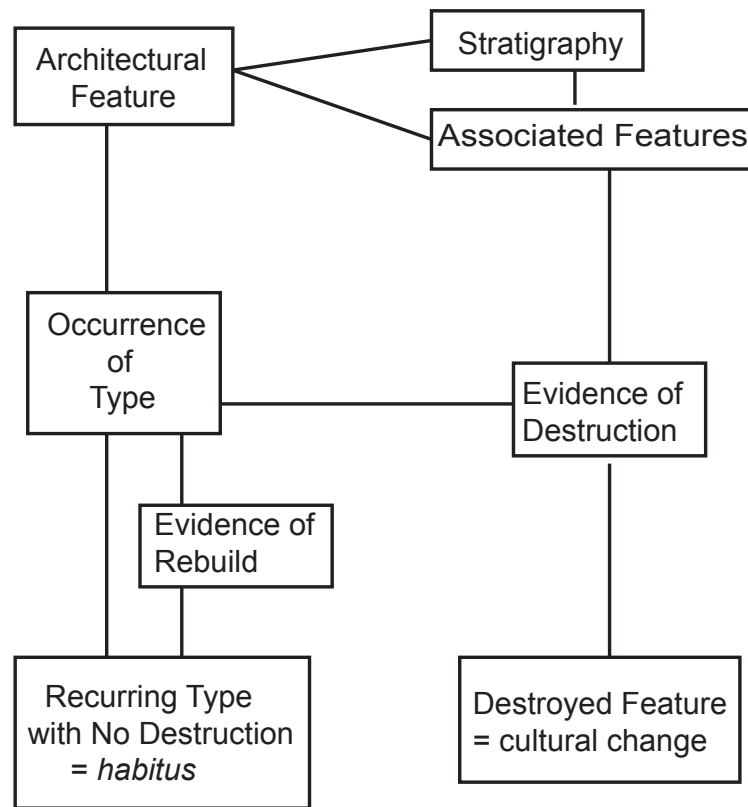 Architectural
Feature
Stratigraphy
Associated Features
Occurrence
of
Type
Evidence of
Destruction
Evidence of
Rebuild
Recurring Type
with No Destruction
= habitus
Destroyed Feature
= cultural change